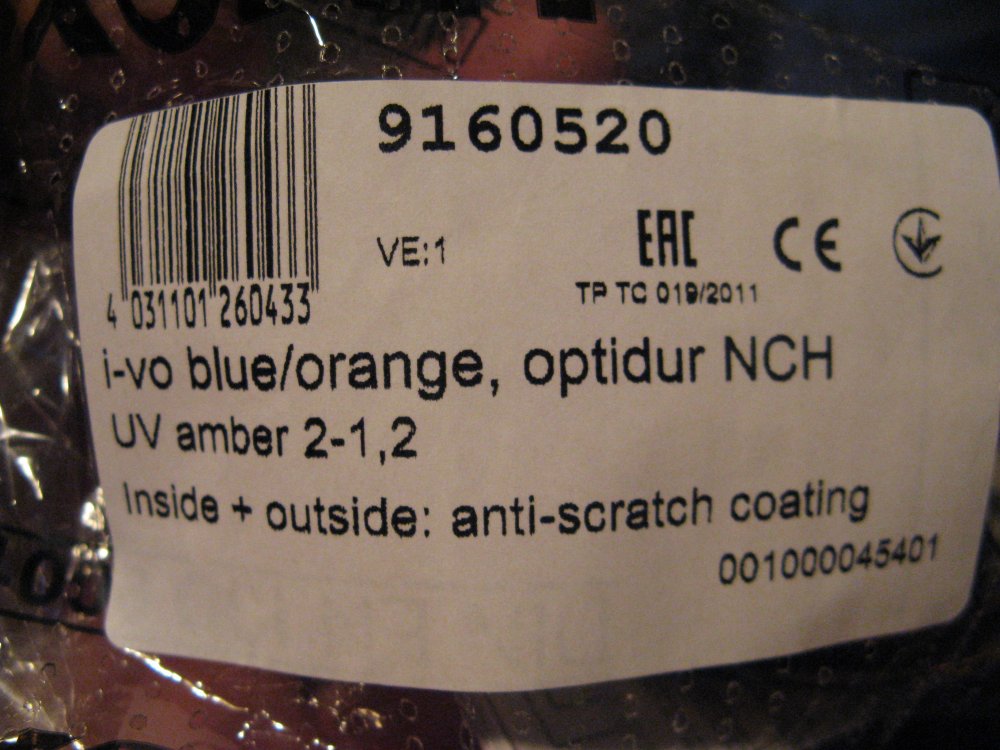 9160520
VE:1
EAC CE
TP TC 019/2011
4 031101 260433
i-vo blue/orange, optidur NCH
UV amber 2-1,2
Inside + outside: anti-scratch coating
001000045401